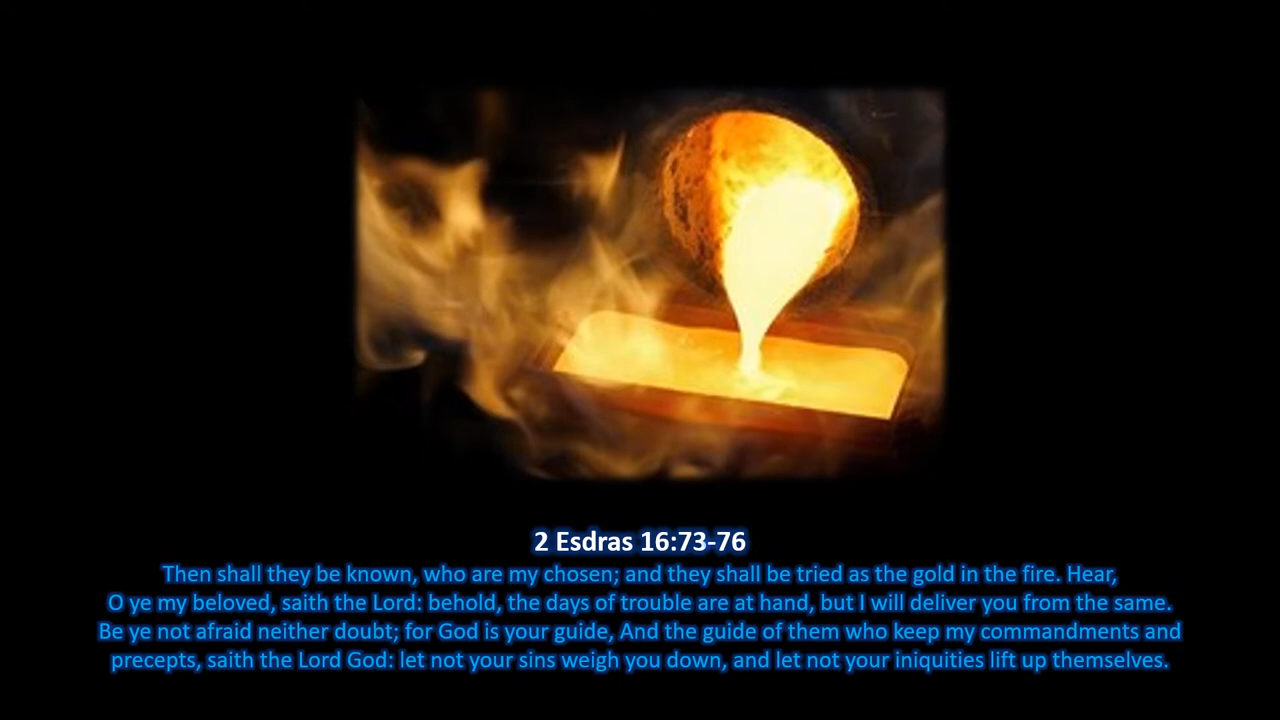 2 Esdras 16:73-76
Then shall they be known, who are my chosen; and they shall be tried as the gold in the fire. Hear,
O ye my beloved, saith the Lord: behold, the days of trouble are at hand, but I will deliver you from the same.
Be ye not afraid neither doubt; for God is your guide, And the guide of them who keep my commandments and
precepts, saith the Lord God: let not your sins weigh you down, and let not your iniquities lift up themselves.